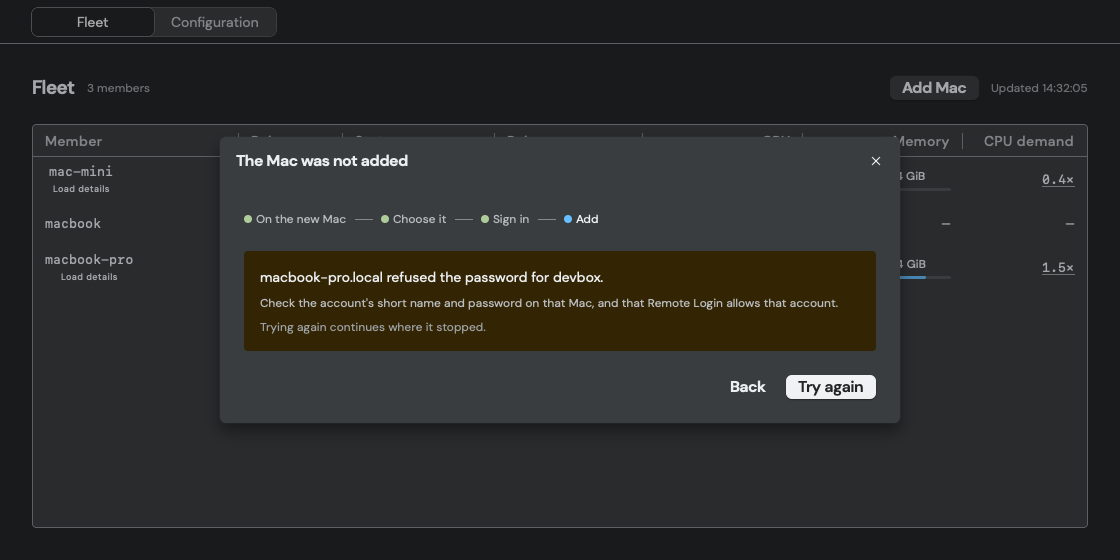 Fleet
Configuration
Fleet 3 members
Add Mac Updated 14:32:05
Member Memory CPU demand
mac-mini GiB 0.4×
Load details
macbook — —
macbook-pro GiB 1.5×
Load details
The Mac was not added ×
On the new Mac — Choose it — Sign in — Add
macbook-pro.local refused the password for devbox.
Check the account's short name and password on that Mac, and that Remote Login allows that account.
Trying again continues where it stopped.
Back Try again